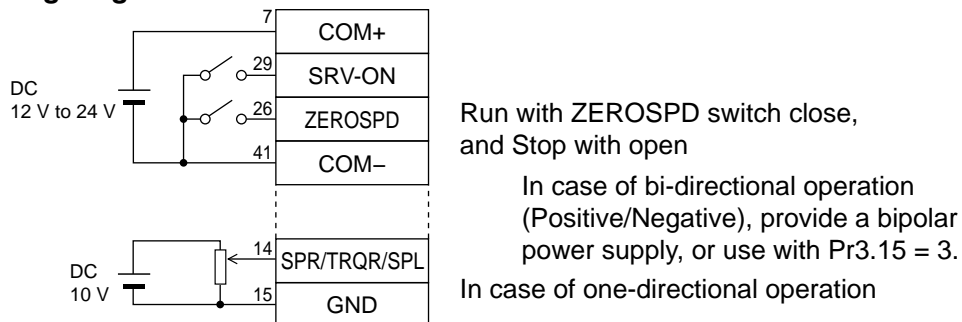 7
COM+
29
SRV-ON
DC
12 V to 24 V
26
ZEROSPD
41
COM−
Run with ZEROSPD switch close,
and Stop with open
In case of bi-directional operation
(Positive/Negative), provide a bipolar
power supply, or use with Pr3.15 = 3.
14
SPR/TRQR/SPL
DC
10 V
15
GND
In case of one-directional operation